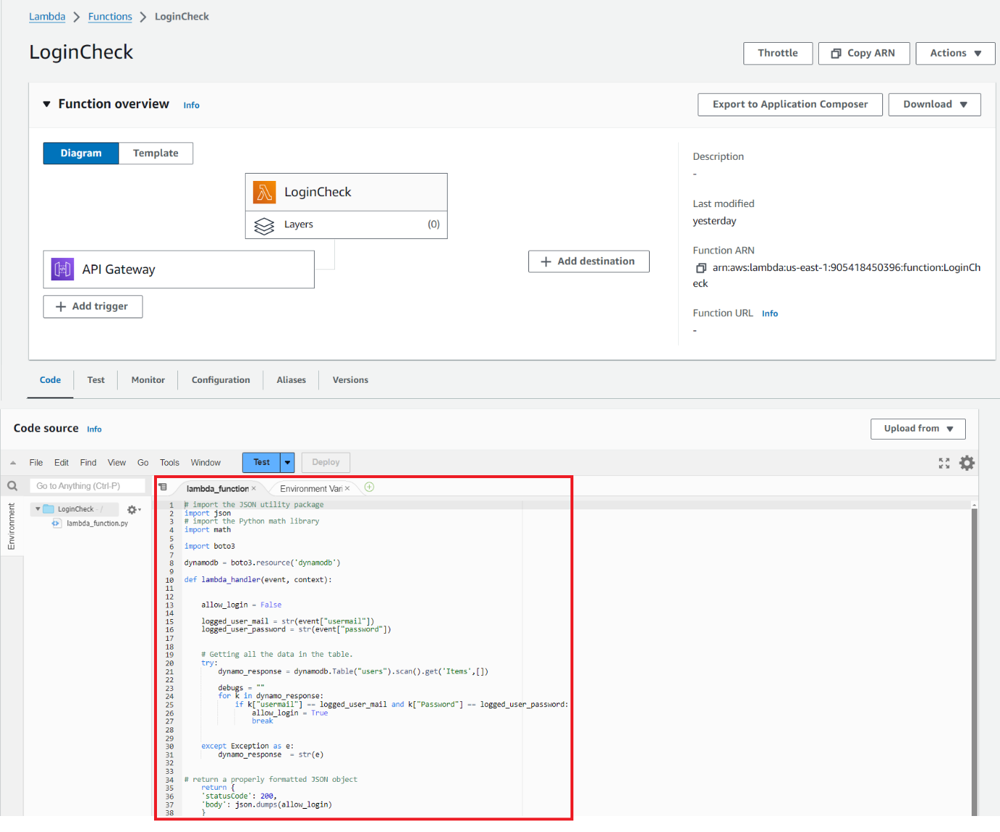 Lambda > Functions > LoginCheck
LoginCheck
Throttle
Copy ARN
Actions
Function overview Info
Export to Application Composer
Download
Diagram
Template
LoginCheck
Layers (0)
API Gateway
+ Add trigger
+ Add destination
Description
-
Last modified
yesterday
Function ARN
arn:aws:lambda:us-east-1:905418450396:function:LoginCh
eck
Function URL Info
-
Code Test Monitor Configuration Aliases Versions
Code source Info
Upload from
File Edit Find View Go Tools Window
Test
Deploy
Go to Anything (Ctrl-P)
Environment
LoginCheck - /
lambda_function.py
lambda_function ×
Environment Vari ×
1 # import the JSON utility package
2 import json
3 # import the Python math library
4 import math
5
6 import boto3
7
8 dynamodb = boto3.resource('dynamodb')
9
10 def lambda_handler(event, context):
11
12
13     allow_login = False
14
15     logged_user_mail = str(event["usermail"])
16     logged_user_password = str(event["password"])
17
18
19     # Getting all the data in the table.
20     try:
21         dynamo_response = dynamodb.Table("users").scan().get('Items',[])
22
23         debugs = ""
24         for k in dynamo_response:
25             if k["usermail"] == logged_user_mail and k["Password"] == logged_user_password:
26                 allow_login = True
27                 break
28
29
30     except Exception as e:
31         dynamo_response  = str(e)
32
33
34 # return a properly formatted JSON object
35     return {
36     'statusCode': 200,
37     'body': json.dumps(allow_login)
38     }